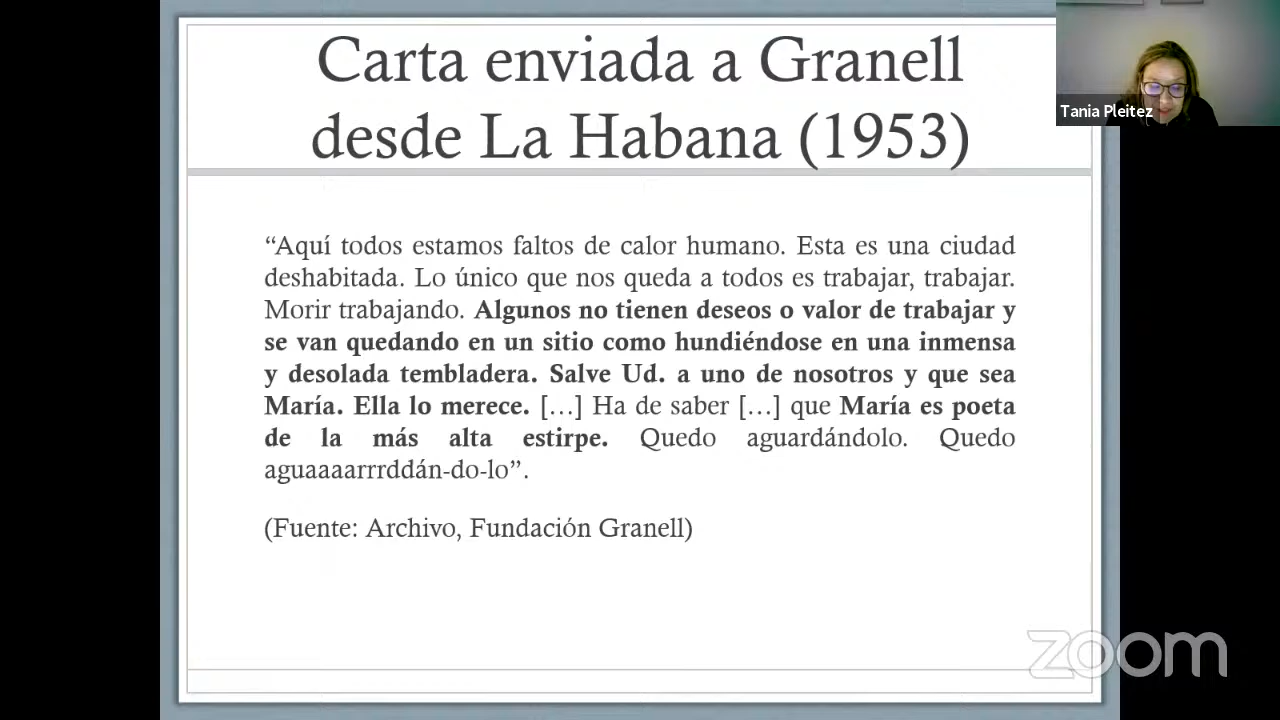 Carta enviada a Granell
desde La Habana (1953)
Tania Pleitez
“Aquí todos estamos faltos de calor humano. Esta es una ciudad
deshabitada. Lo único que nos queda a todos es trabajar, trabajar.
Morir trabajando. Algunos no tienen deseos o valor de trabajar y
se van quedando en un sitio como hundiéndose en una inmensa
y desolada tembladera. Salve Ud. a uno de nosotros y que sea
María. Ella lo merece. […] Ha de saber […] que María es poeta
de la más alta estirpe. Quedo aguardándolo. Quedo
aguaaaarrrddán-do-lo”.
(Fuente: Archivo, Fundación Granell)
zoom